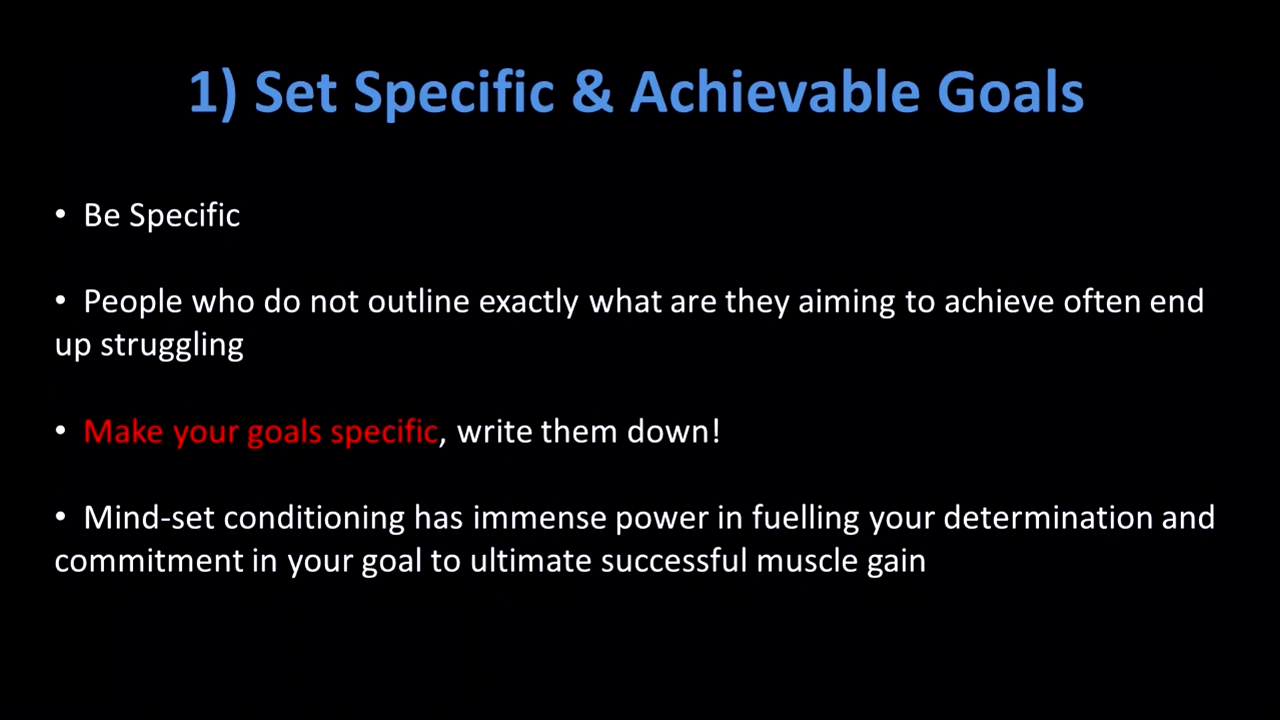 1) Set Specific & Achievable Goals
• Be Specific
• People who do not outline exactly what are they aiming to achieve often end
up struggling
• Make your goals specific, write them down!
• Mind-set conditioning has immense power in fuelling your determination and
commitment in your goal to ultimate successful muscle gain